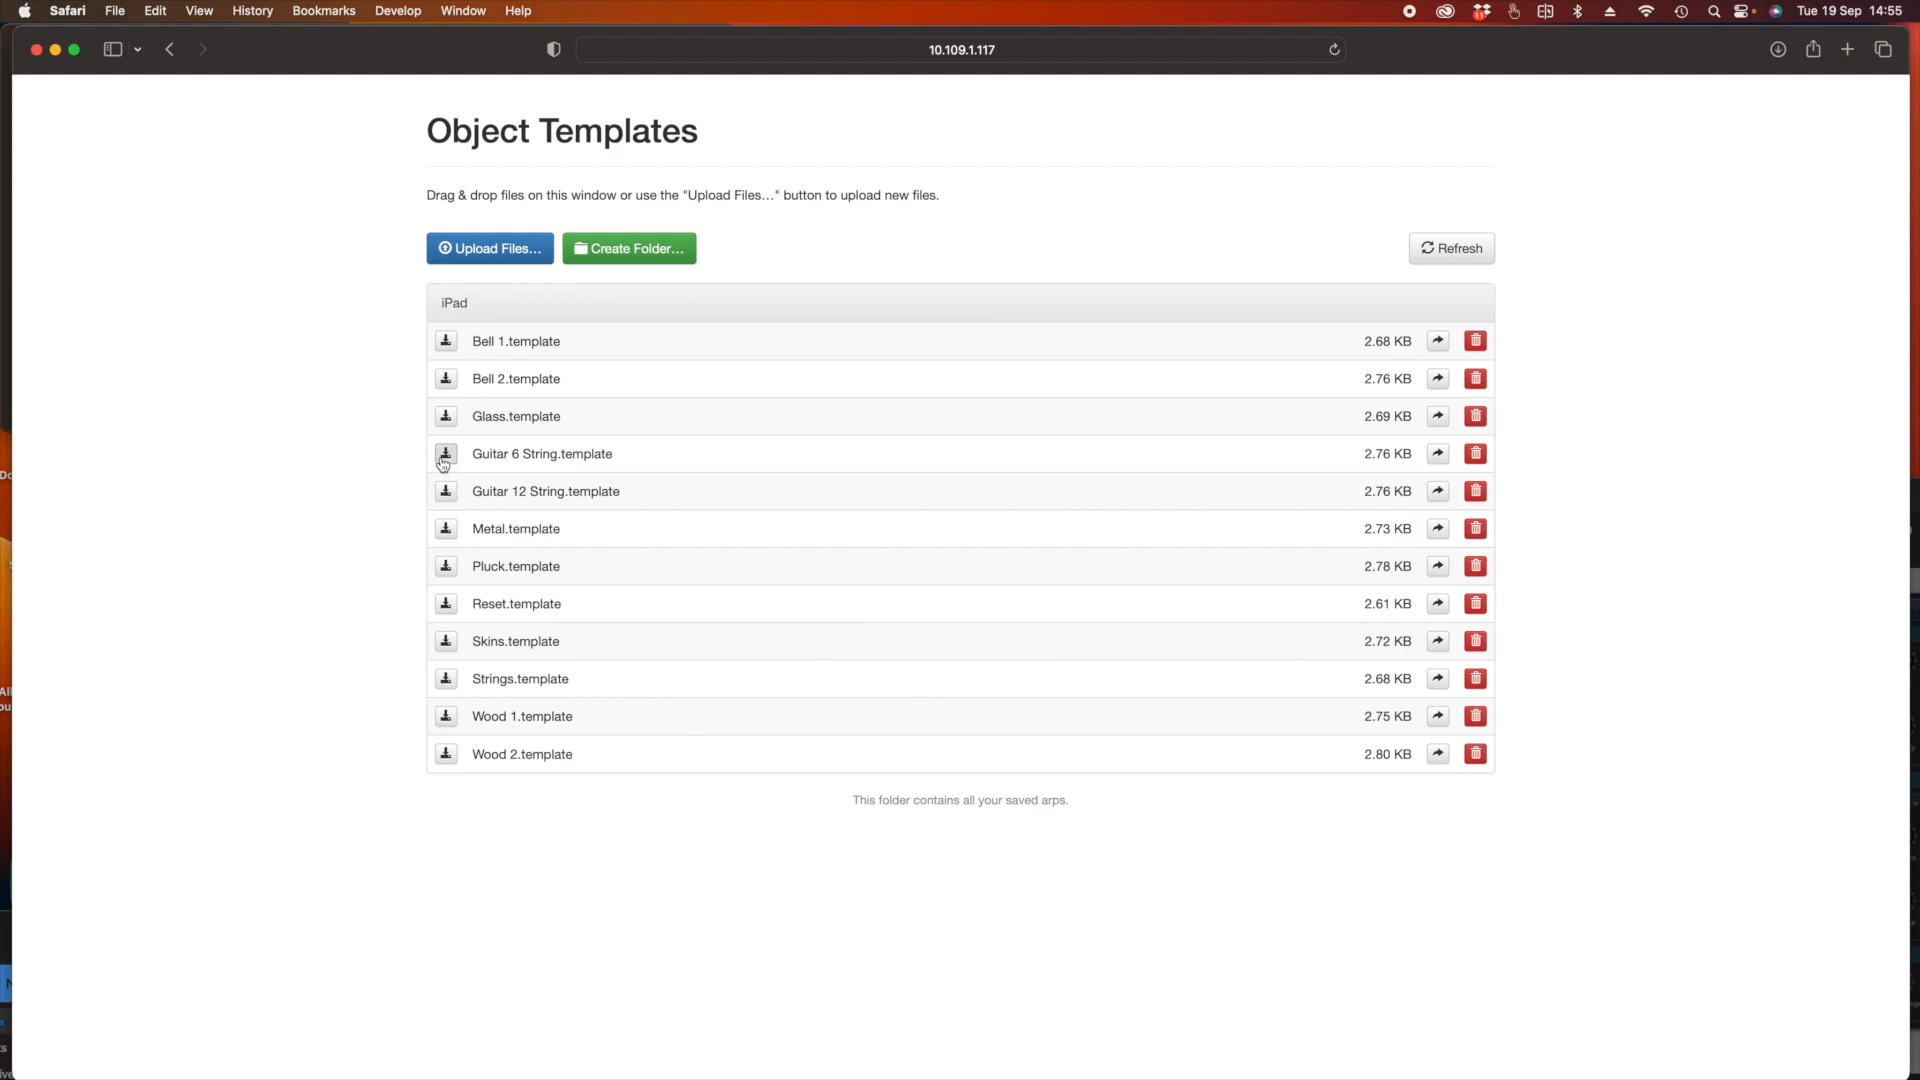 Safari File Edit View History Bookmarks Develop Window Help Tue 19 Sep 14:55
10.109.1.117
Object Templates
Drag & drop files on this window or use the "Upload Files…" button to upload new files.
Upload Files… Create Folder… Refresh
iPad
Bell 1.template 2.68 KB
Bell 2.template 2.76 KB
Glass.template 2.69 KB
Guitar 6 String.template 2.76 KB
Guitar 12 String.template 2.76 KB
Metal.template 2.73 KB
Pluck.template 2.78 KB
Reset.template 2.61 KB
Skins.template 2.72 KB
Strings.template 2.68 KB
Wood 1.template 2.75 KB
Wood 2.template 2.80 KB
This folder contains all your saved arps.